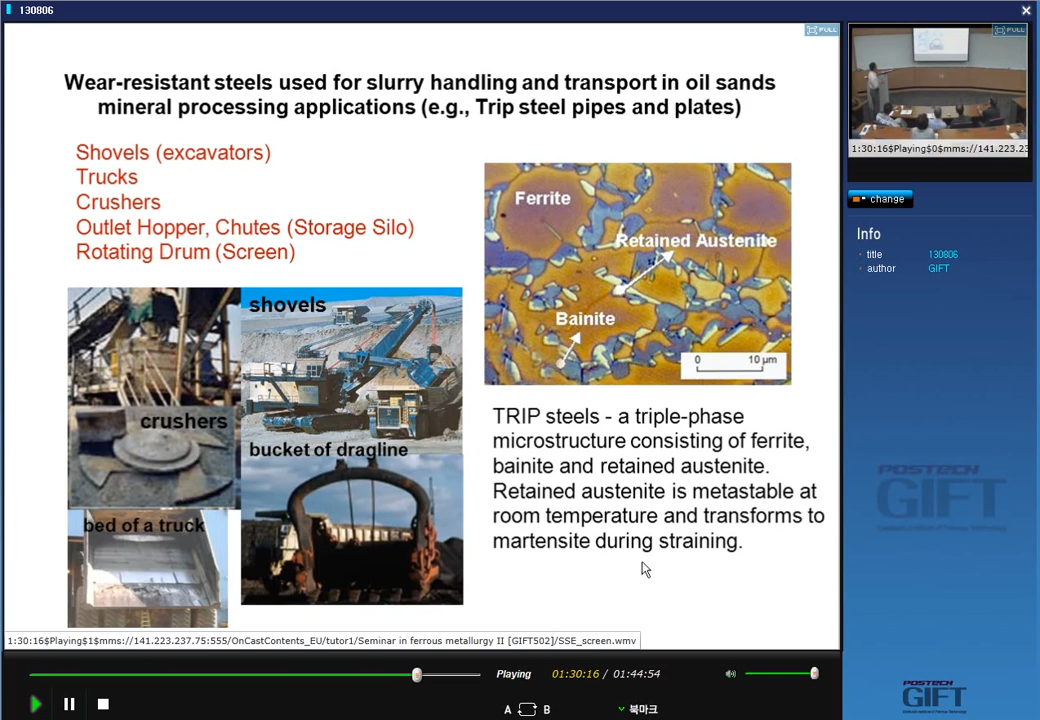 130806
FULL
Wear-resistant steels used for slurry handling and transport in oil sands
mineral processing applications (e.g., Trip steel pipes and plates)
Shovels (excavators)
Trucks
Crushers
Outlet Hopper, Chutes (Storage Silo)
Rotating Drum (Screen)
crushers
bed of a truck
shovels
bucket of dragline
Ferrite
Retained Austenite
Bainite
0 10 µm
TRIP steels - a triple-phase
microstructure consisting of ferrite,
bainite and retained austenite.
Retained austenite is metastable at
room temperature and transforms to
martensite during straining.
1:30:16$Playing$1$mms://141.223.237.75:555/OnCastContents_EU/tutor1/Seminar in ferrous metallurgy II [GIFT502]/SSE_screen.wmv
Playing 01:30:16 / 01:44:54
A B 북마크
FULL
1:30:16$Playing$0$mms://141.223.23
change
Info
title 130806
author GIFT
POSTECH
GIFT
POSTECH
GIFT